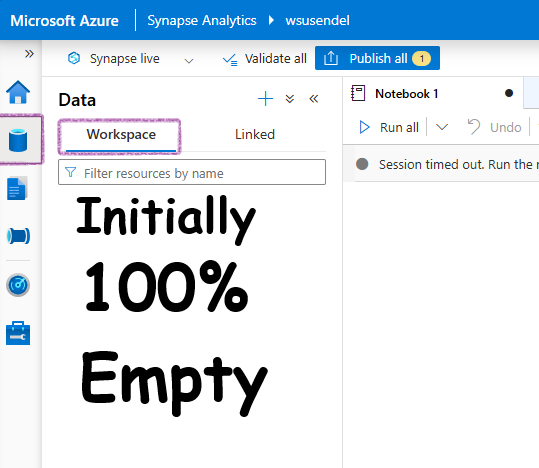 Microsoft Azure Synapse Analytics wsusendel
Synapse live Validate all Publish all 1
Data
Workspace Linked
Filter resources by name
Initially
100%
Empty
Notebook 1
Run all Undo
Session timed out. Run the